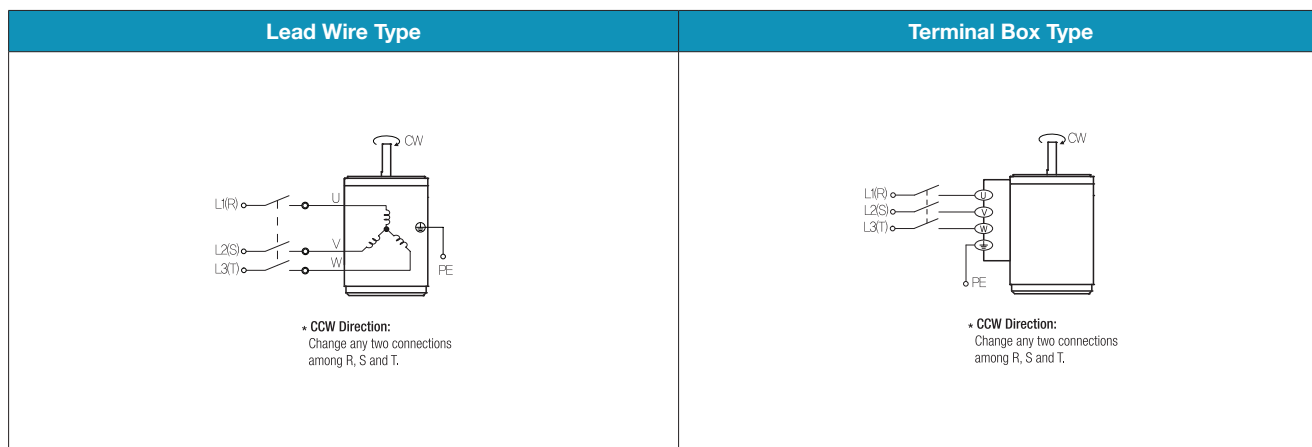 Lead Wire Type
Terminal Box Type
CW
L1(R)
U
L2(S)
V
L3(T)
W
PE
* CCW Direction:
Change any two connections
among R, S and T.
CW
L1(R)
U
L2(S)
V
L3(T)
W
PE
* CCW Direction:
Change any two connections
among R, S and T.